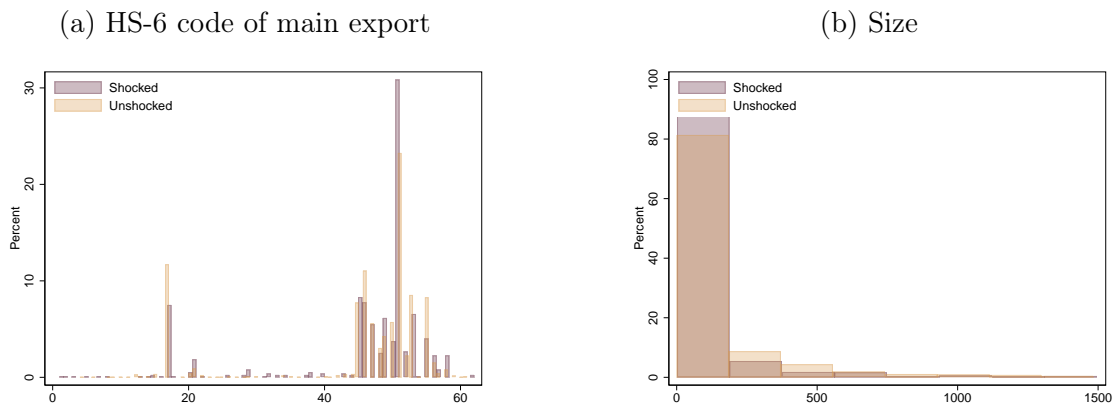 (a) HS-6 code of main export
Shocked
Unshocked
Percent
30
20
10
0
0 20 40 60
(b) Size
Shocked
Unshocked
Percent
100
80
60
40
20
0
0 500 1000 1500